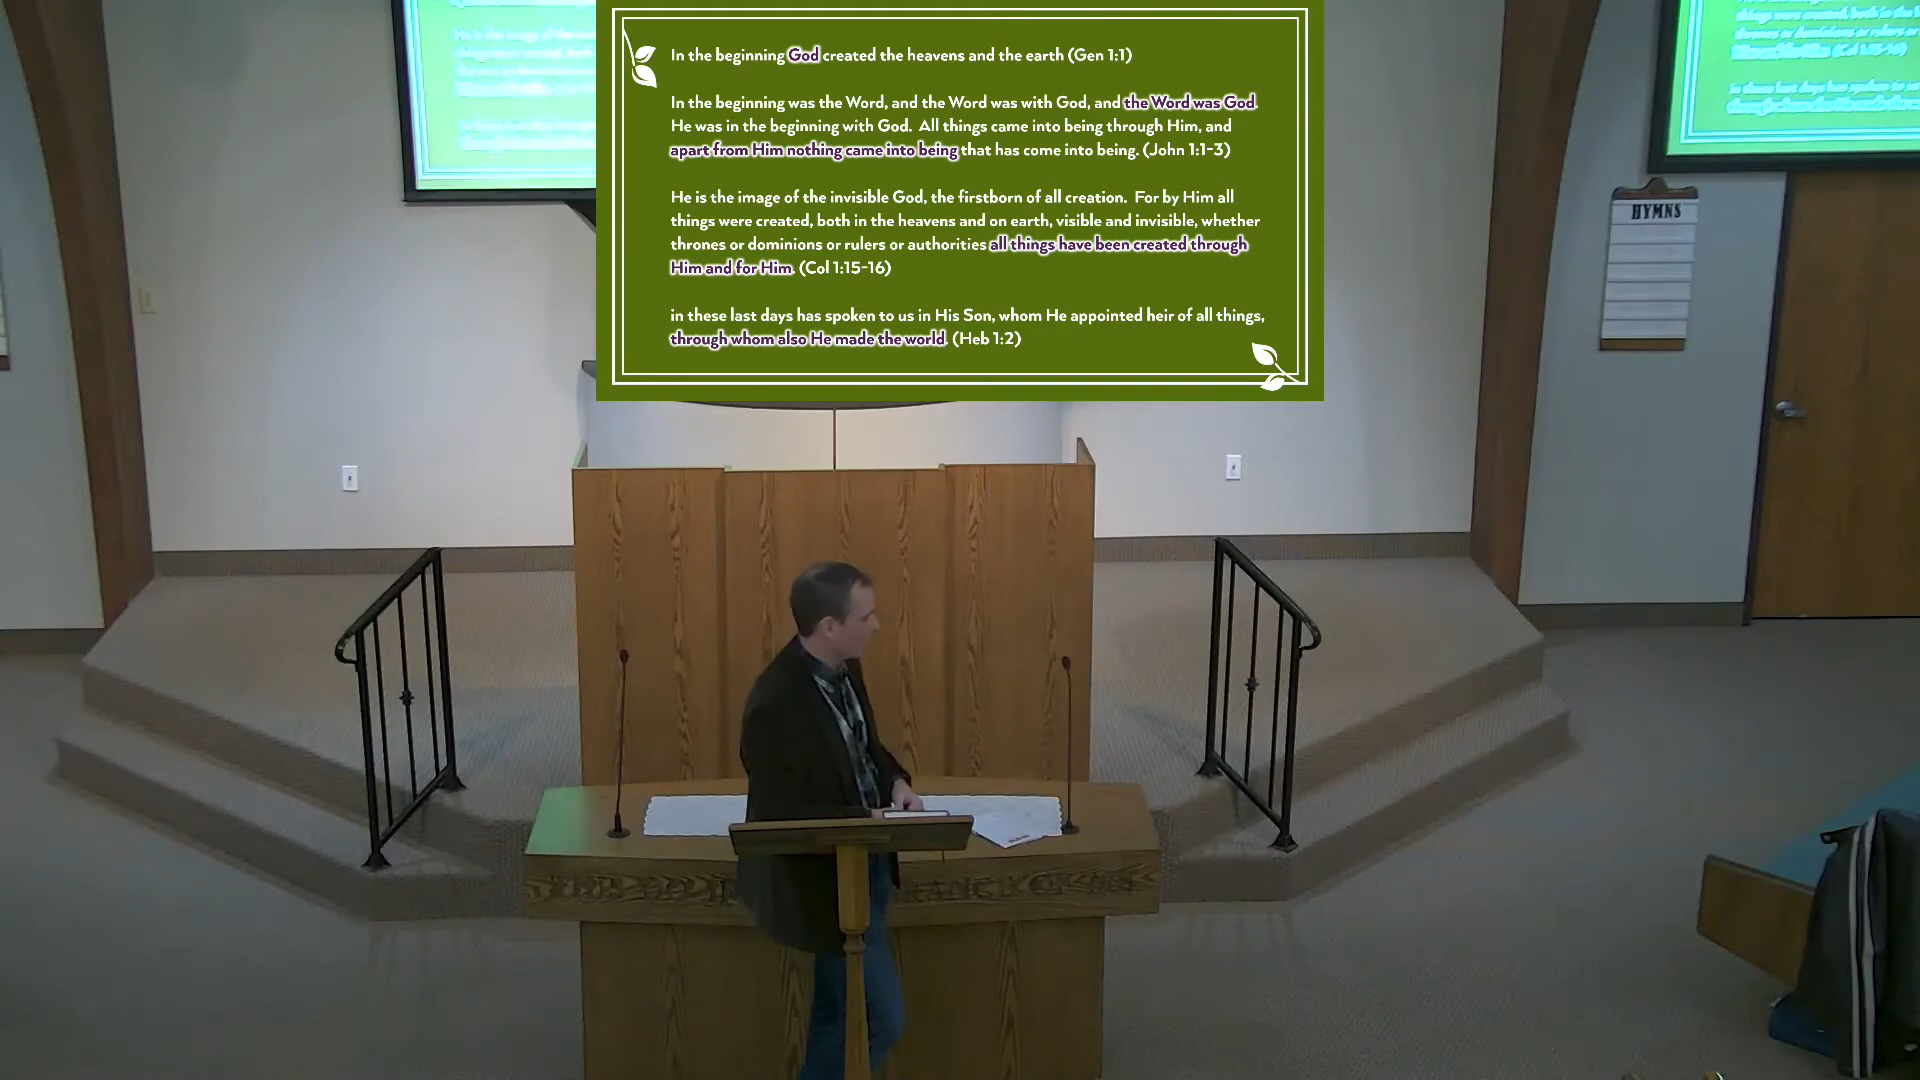 In the beginning God created the heavens and the earth (Gen 1:1)
In the beginning was the Word, and the Word was with God, and the Word was God.
He was in the beginning with God. All things came into being through Him, and
apart from Him nothing came into being that has come into being. (John 1:1-3)
He is the image of the invisible God, the firstborn of all creation. For by Him all
things were created, both in the heavens and on earth, visible and invisible, whether
thrones or dominions or rulers or authorities all things have been created through
Him and for Him. (Col 1:15-16)
in these last days has spoken to us in His Son, whom He appointed heir of all things,
through whom also He made the world. (Heb 1:2)
HYMNS